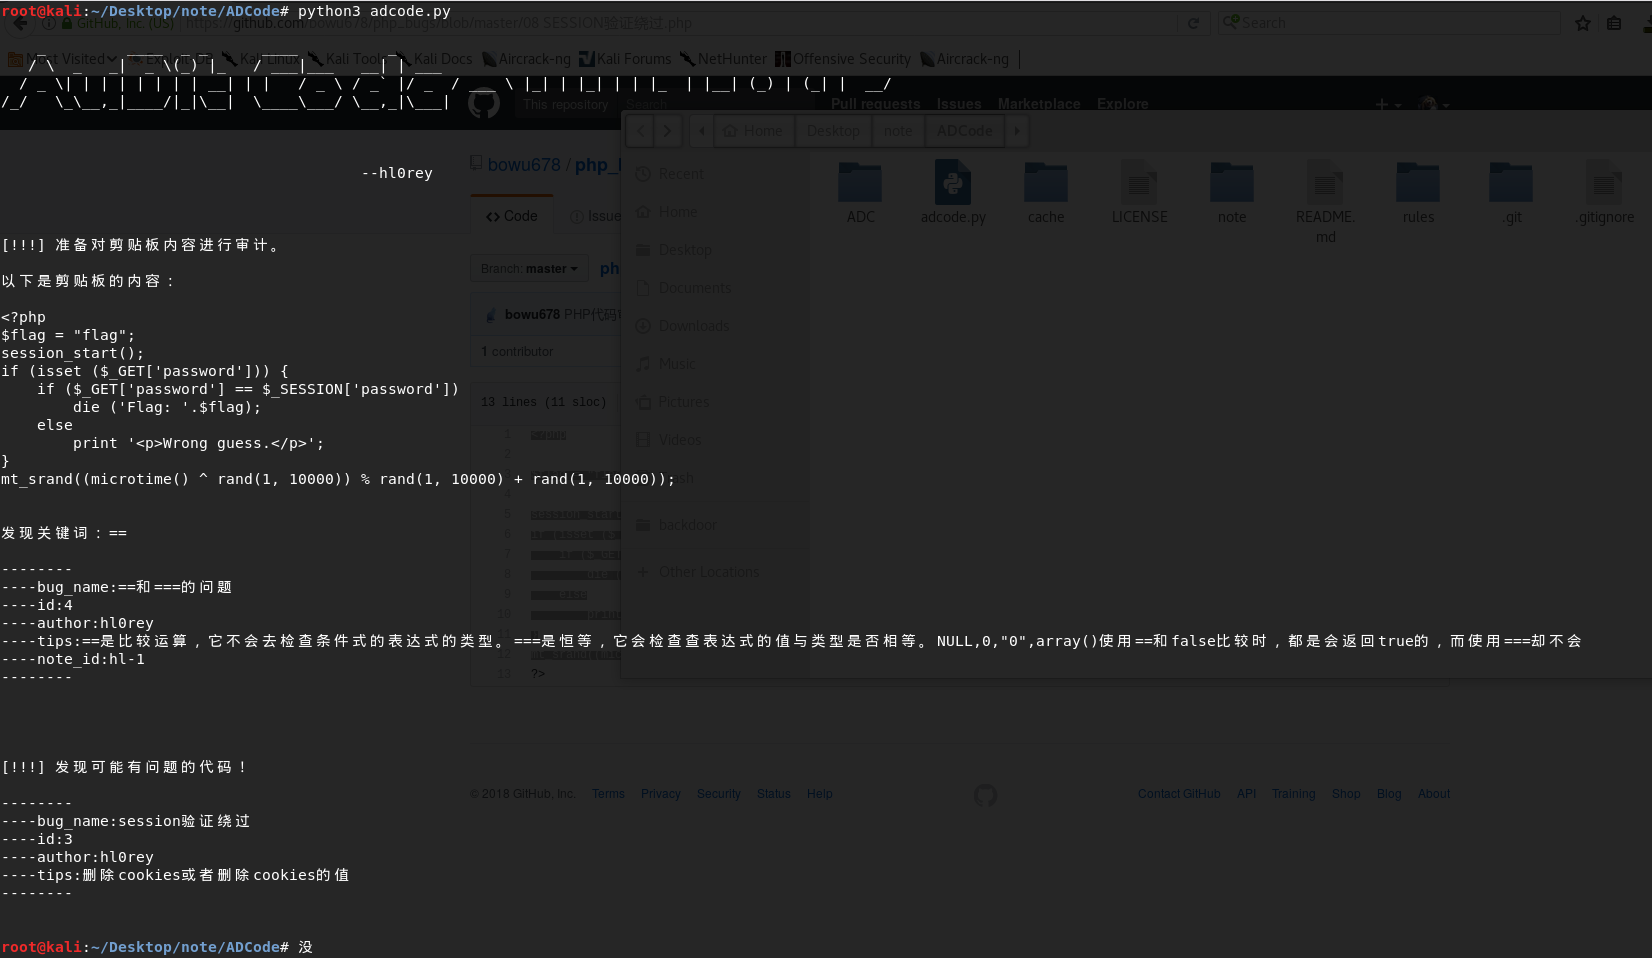 root@kali:~/Desktop/note/ADCode# python3 adcode.py
GitHub, Inc. (US) https://github.com/bowu678/php_bugs/blob/master/08 SESSION验证绕过.php
Search
Most Visited
Exploit-DB
Kali Linux
Kali Tools
Kali Docs
Aircrack-ng
Kali Forums
NetHunter
Offensive Security
Aircrack-ng
This repository
Search
Pull requests
Issues
Marketplace
Explore
Home
Desktop
note
ADCode
bowu678 /
--hl0rey
Recent
Home
Desktop
Documents
Downloads
Music
Pictures
Videos
backdoor
Other Locations
ADC
adcode.py
cache
LICENSE
note
README.
md
rules
.git
.gitignore
Code
Branch: master
bowu678
1 contributor
13 lines (11 sloc)
[!!!] 准备对剪贴板内容进行审计。
以下是剪贴板的内容：
<?php
$flag = "flag";
session_start();
if (isset ($_GET['password'])) {
    if ($_GET['password'] == $_SESSION['password'])
        die ('Flag: '.$flag);
    else
        print '<p>Wrong guess.</p>';
}
mt_srand((microtime() ^ rand(1, 10000)) % rand(1, 10000) + rand(1, 10000));
发现关键词：==
--------
----bug_name:==和===的问题
----id:4
----author:hl0rey
----tips:==是比较运算，它不会去检查条件式的表达式的类型。===是恒等，它会检查查表达式的值与类型是否相等。NULL,0,"0",array()使用==和false比较时，都是会返回true的，而使用===却不会
----note_id:hl-1
--------
13 ?>
[!!!] 发现可能有问题的代码！
--------
----bug_name:session验证绕过
----id:3
----author:hl0rey
----tips:删除cookies或者删除cookies的值
--------
© 2018 GitHub, Inc.
Terms
Privacy
Security
Status
Help
Contact GitHub
API
Training
Shop
Blog
About
root@kali:~/Desktop/note/ADCode# 没